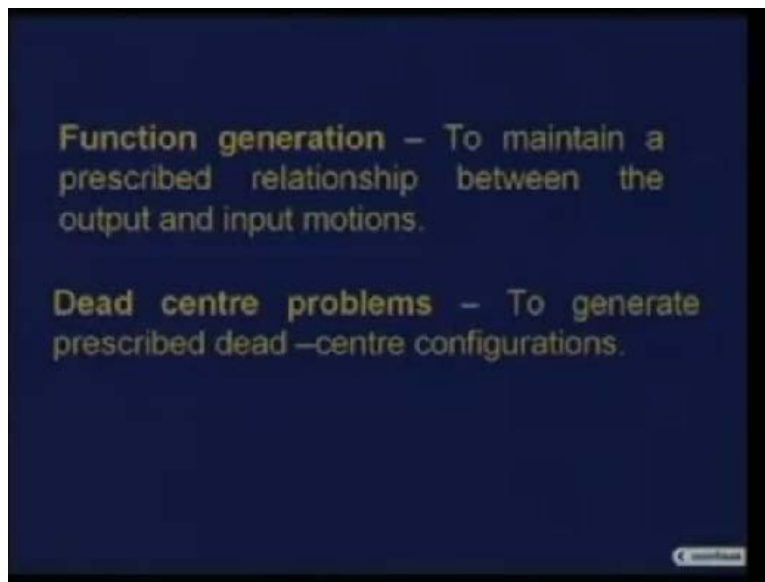 Function generation – To maintain a
prescribed relationship between the
output and input motions.
Dead centre problems – To generate
prescribed dead –centre configurations.